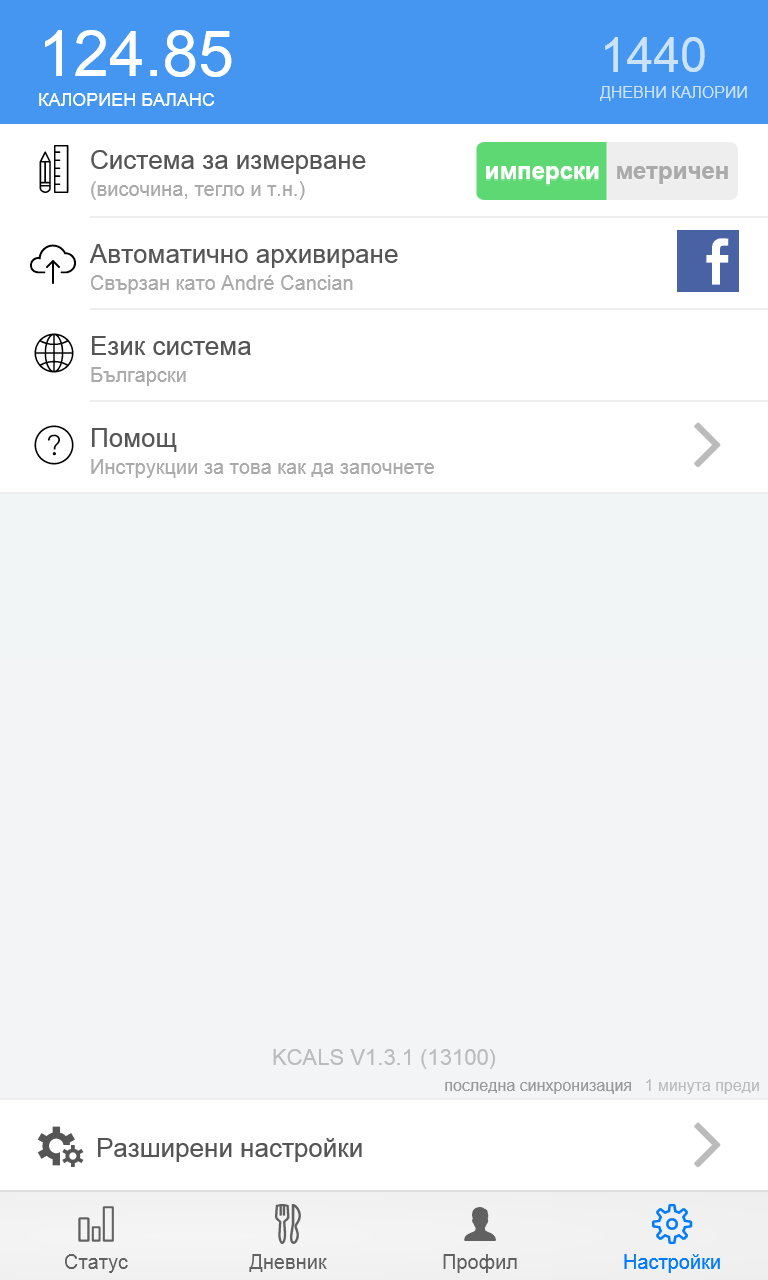 124.85
1440
КАЛОРИЕН БАЛАНС
ДНЕВНИ КАЛОРИИ
Система за измерване
(височина, тегло и т.н.)
имперски метричен
Автоматично архивиране
Свързан като André Cancian
f
Език система
Български
?
Помощ
Инструкции за това как да започнете
KCALS V1.3.1 (13100)
последна синхронизация 1 минута преди
Разширени настройки
Статус
Дневник
Профил
Настройки